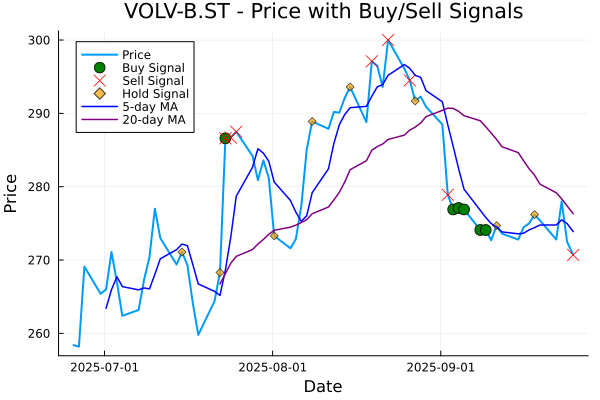 VOLV-B.ST - Price with Buy/Sell Signals
Price
Buy Signal
Sell Signal
Hold Signal
5-day MA
20-day MA
300
290
280
270
260
Price
2025-07-01
2025-08-01
2025-09-01
Date